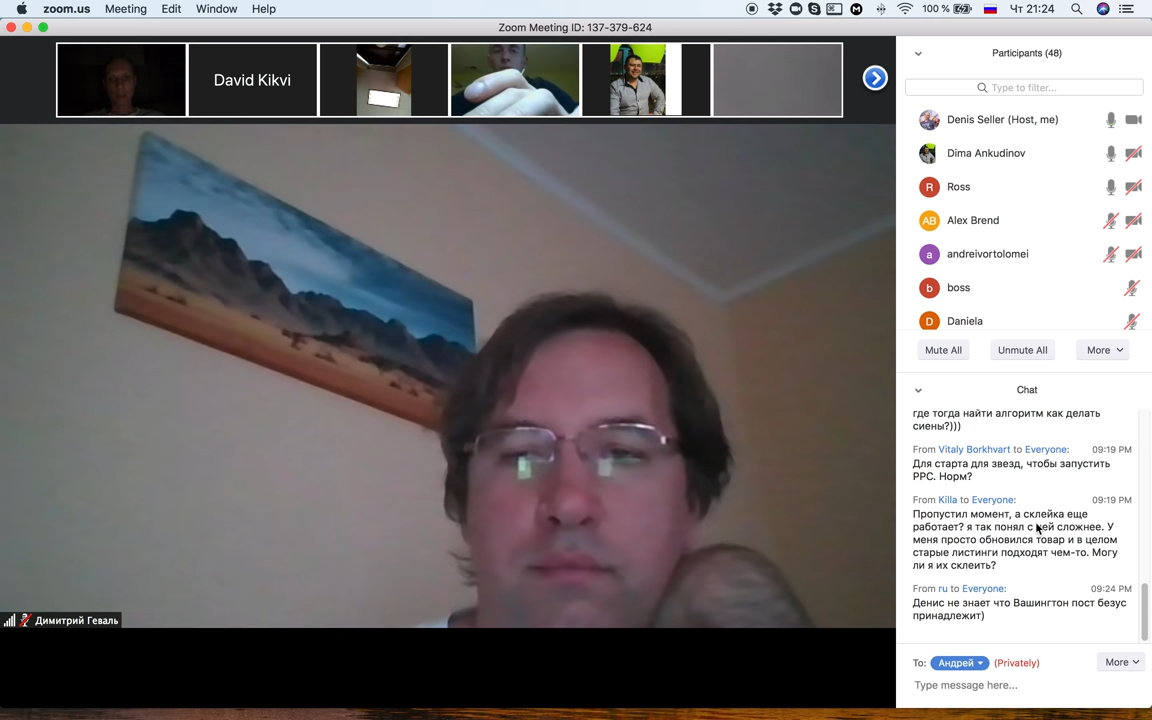 zoom.us Meeting Edit Window Help 100 % Чт 21:24
Zoom Meeting ID: 137-379-624
David Kikvi
Participants (48)
Type to filter...
Denis Seller (Host, me)
Dima Ankudinov
R Ross
AB Alex Brend
a andreivortolomei
b boss
D Daniela
Mute All Unmute All More
Chat
где тогда найти алгоритм как делать
сиены?)))
From Vitaly Borkhvart to Everyone: 09:19 PM
Для старта для звезд, чтобы запустить
PPC. Норм?
From Killa to Everyone: 09:19 PM
Пропустил момент, а склейка еще
работает? я так понял с ней сложнее. У
меня просто обновился товар и в целом
старые листинги подходят чем-то. Могу
ли я их склеить?
From ru to Everyone: 09:24 PM
Денис не знает что Вашингтон пост безус
принадлежит)
Димитрий Геваль
To: Андрей (Privately) More
Type message here...